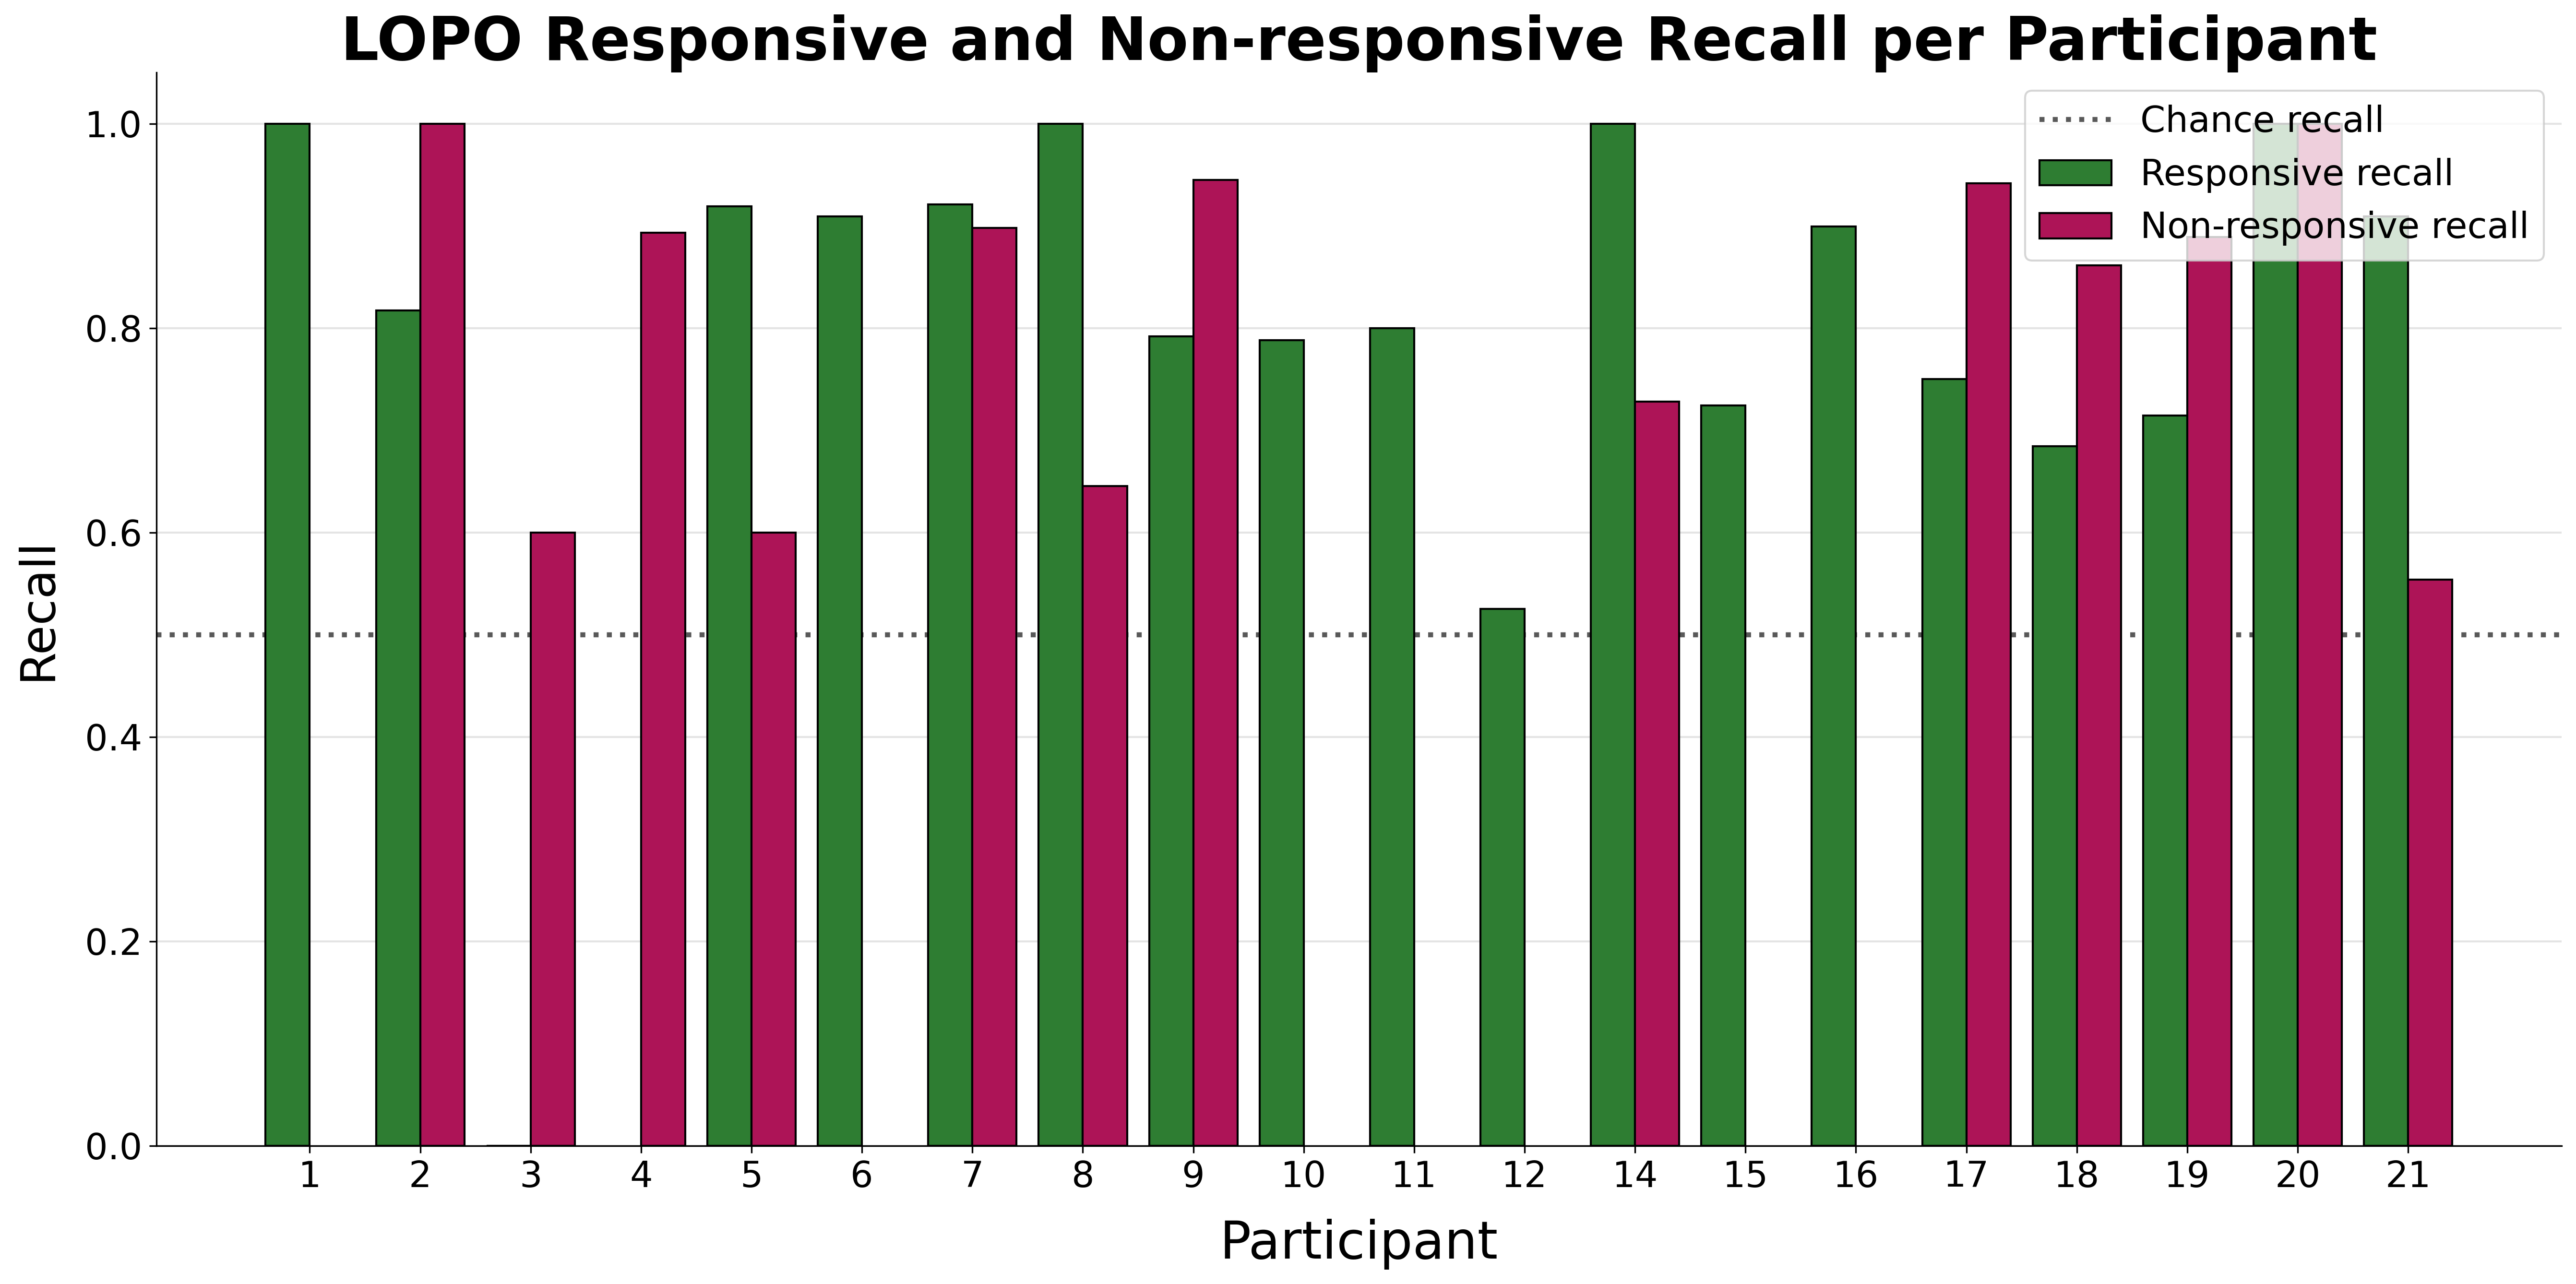 LOPO Responsive and Non-responsive Recall per Participant
Chance recall
Responsive recall
Non-responsive recall
Recall
1.0
0.8
0.6
0.4
0.2
0.0
1 2 3 4 5 6 7 8 9 10 11 12 14 15 16 17 18 19 20 21
Participant